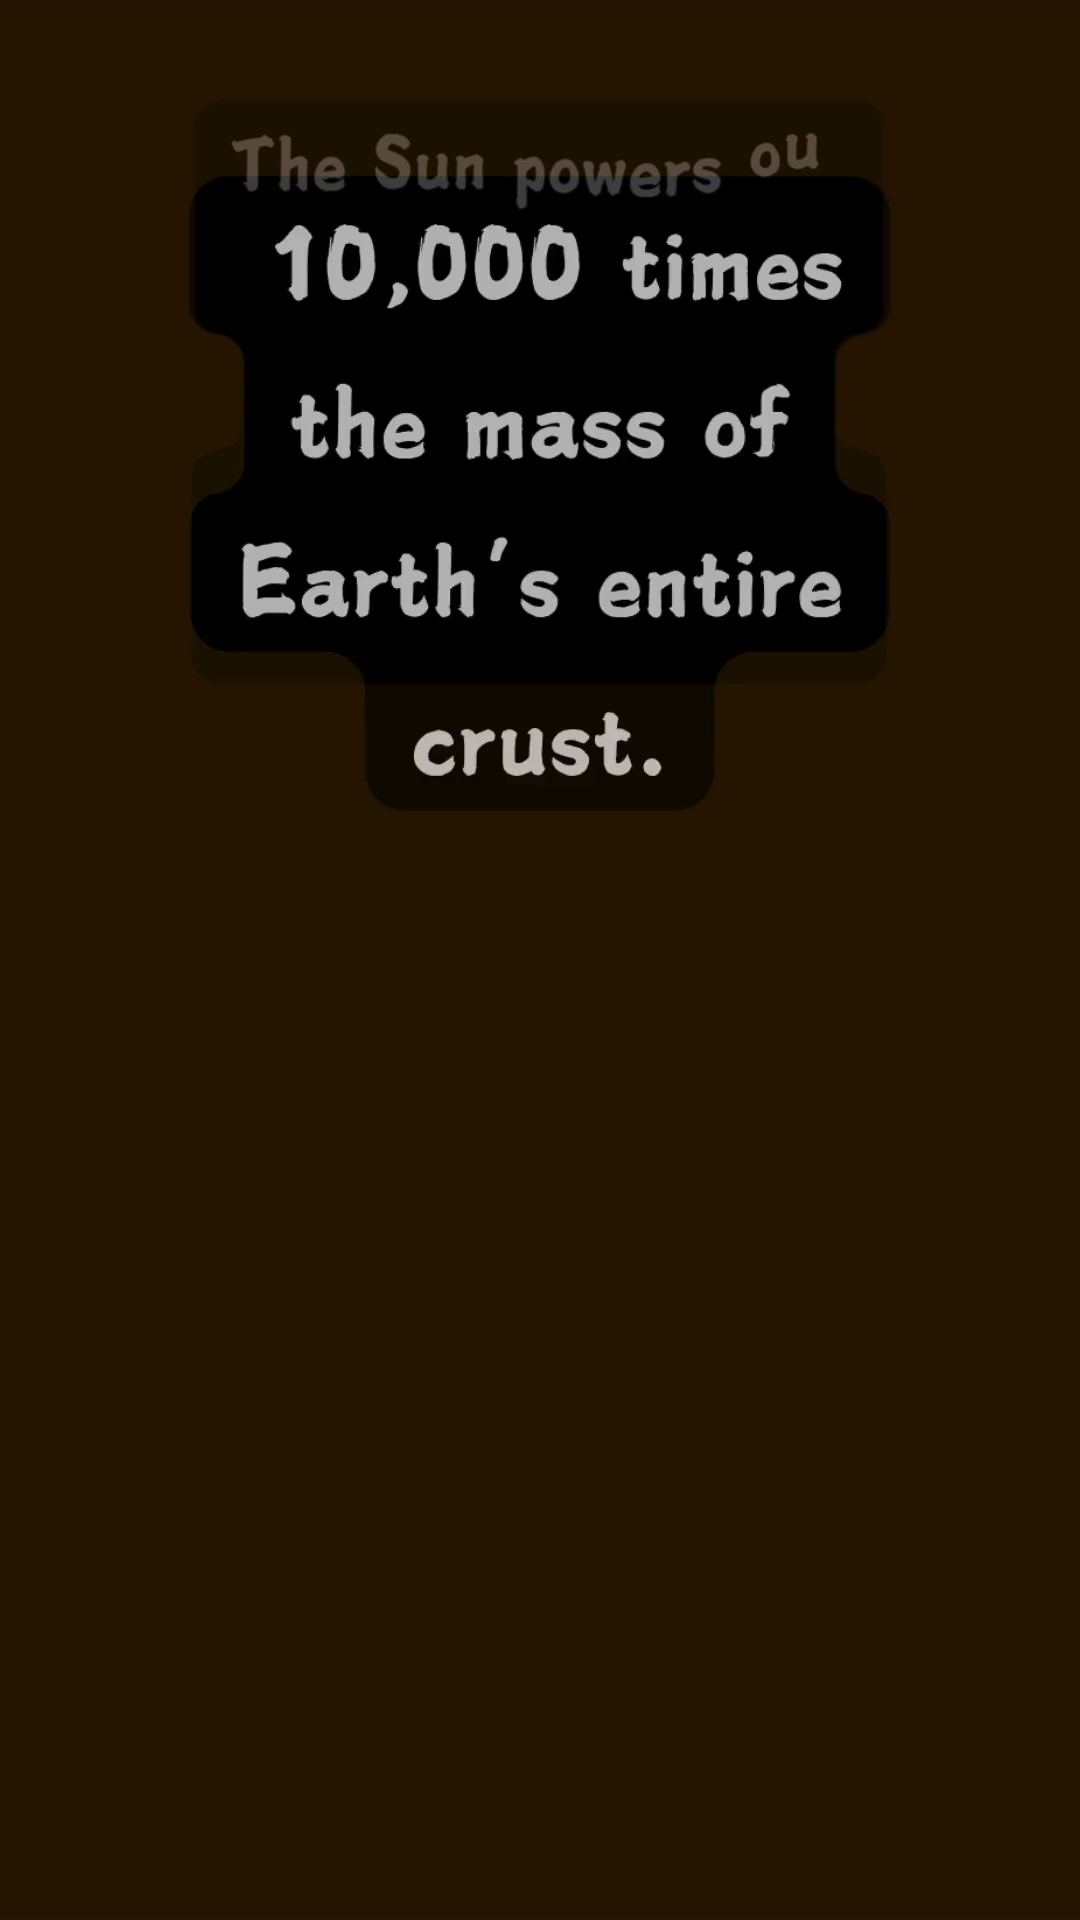 The Sun powers ou
10,000 times
the mass of
Earth's entire
crust.